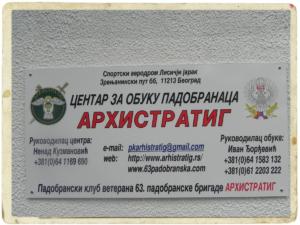 Спортски аеродром Лисичји јарак
Зрењанински пут бб, 11213 Београд
ЦЕНТАР ЗА ОБУКУ ПАДОБРАНАЦА
АРХИСТРАТИГ
Руководилац центра:
Ненад Кузмановић
+381(0)64 1169 690
e-mail: pkarhistratig@gmail.com
web: http://www.arhistratig.rs/
www.63padobranska.com
Руководилац обуке:
Иван Ђорђевић
+381(0)64 1583 132
+381(0)61 2203 222
Падобрански клуб ветерана 63. падобранске бригаде АРХИСТРАТИГ